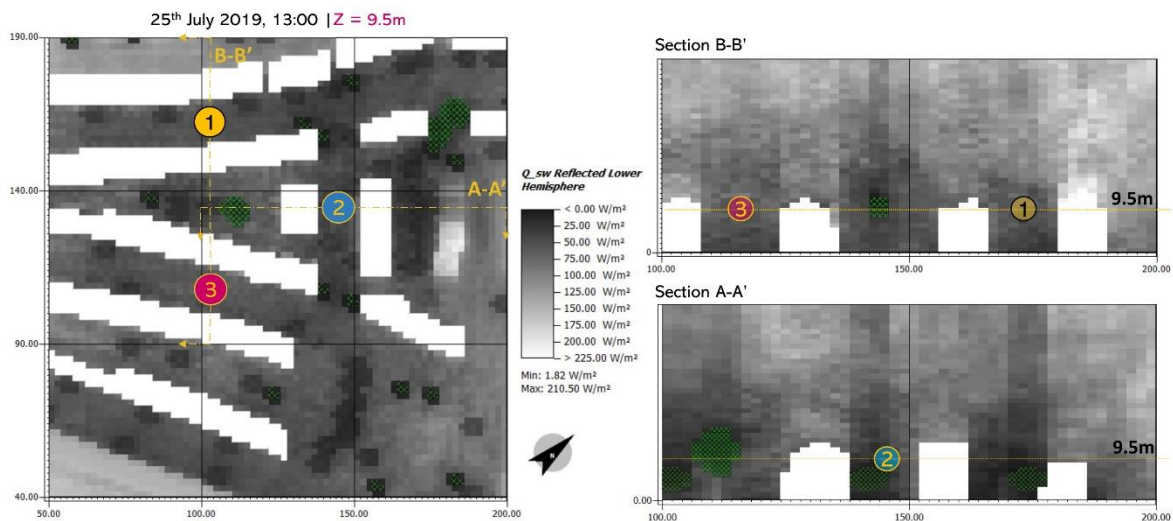 25th July 2019, 13:00 |Z = 9.5m
190.00
140.00
90.00
40.00
50.00
100.00
150.00
200.00
B-B’
A-A’
1
2
3
Q_sw Reflected Lower
Hemisphere
< 0.00 W/m²
25.00 W/m²
50.00 W/m²
75.00 W/m²
100.00 W/m²
125.00 W/m²
150.00 W/m²
175.00 W/m²
200.00 W/m²
> 225.00 W/m²
Min: 1.82 W/m²
Max: 210.50 W/m²
N
Section B-B’
3
1
9.5m
0
100.00
150.00
200.00
Section A-A’
2
9.5m
0.00
100.00
150.00
200.00